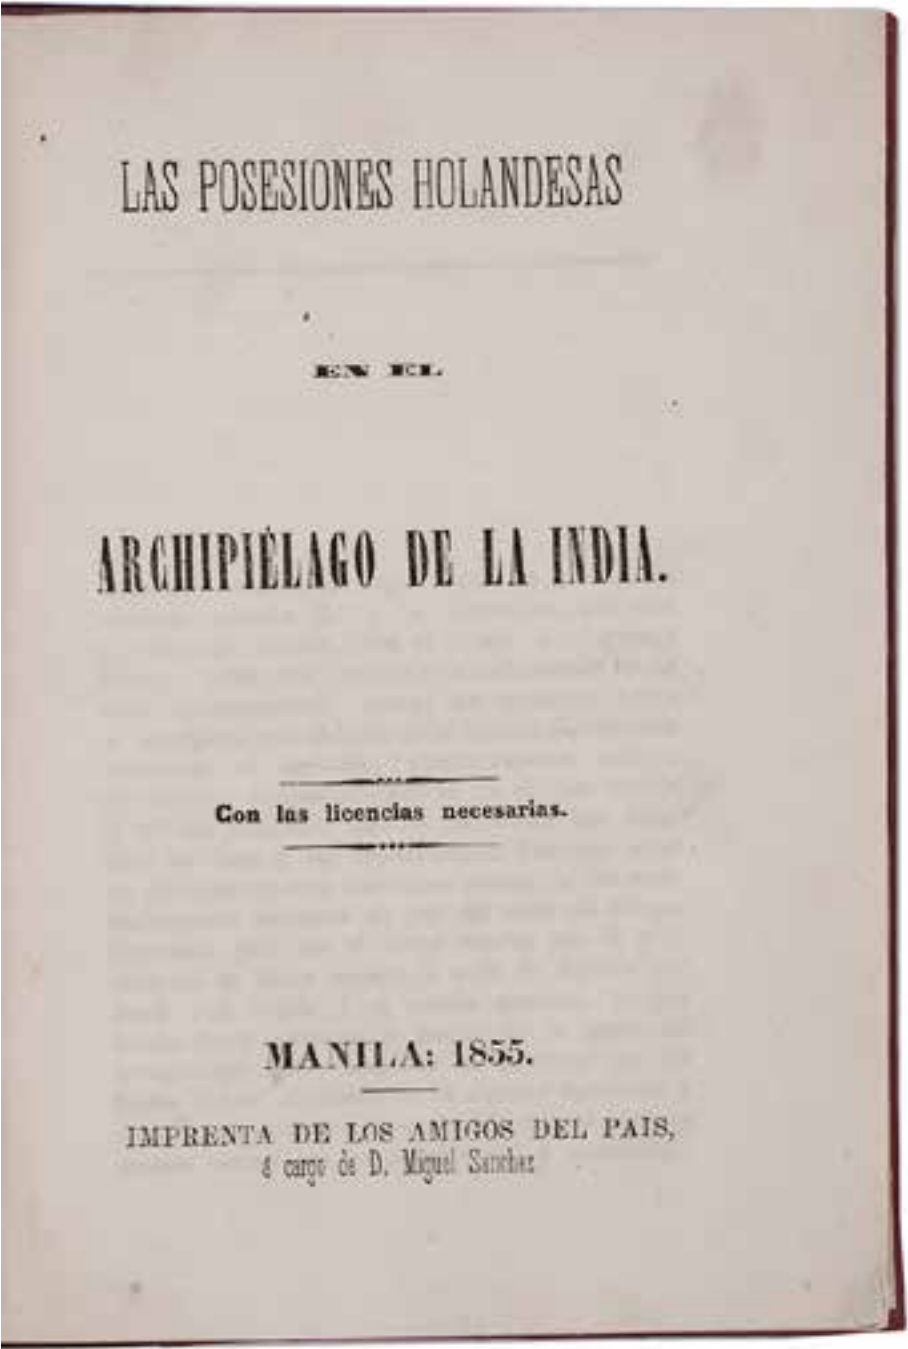 LAS POSESIONES HOLANDESAS
EN EL
ARCHIPIÉLAGO DE LA INDIA.
Con las licencias necesarias.
MANILA: 1855.
IMPRENTA DE LOS AMIGOS DEL PAIS,
á cargo de D. Miguel Sanchez